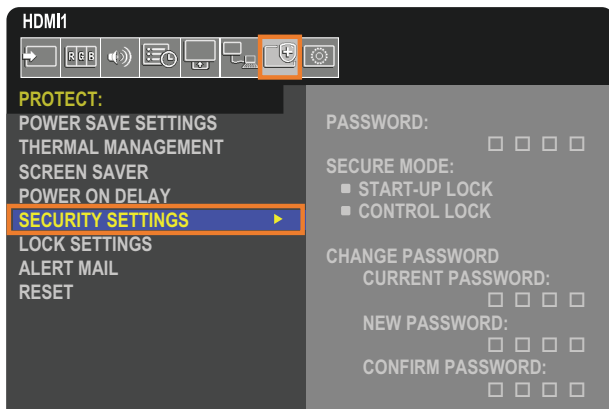 HDMI1
RGB
PROTECT:
POWER SAVE SETTINGS
THERMAL MANAGEMENT
SCREEN SAVER
POWER ON DELAY
SECURITY SETTINGS
LOCK SETTINGS
ALERT MAIL
RESET
PASSWORD:
SECURE MODE:
START-UP LOCK
CONTROL LOCK
CHANGE PASSWORD
CURRENT PASSWORD:
NEW PASSWORD:
CONFIRM PASSWORD: